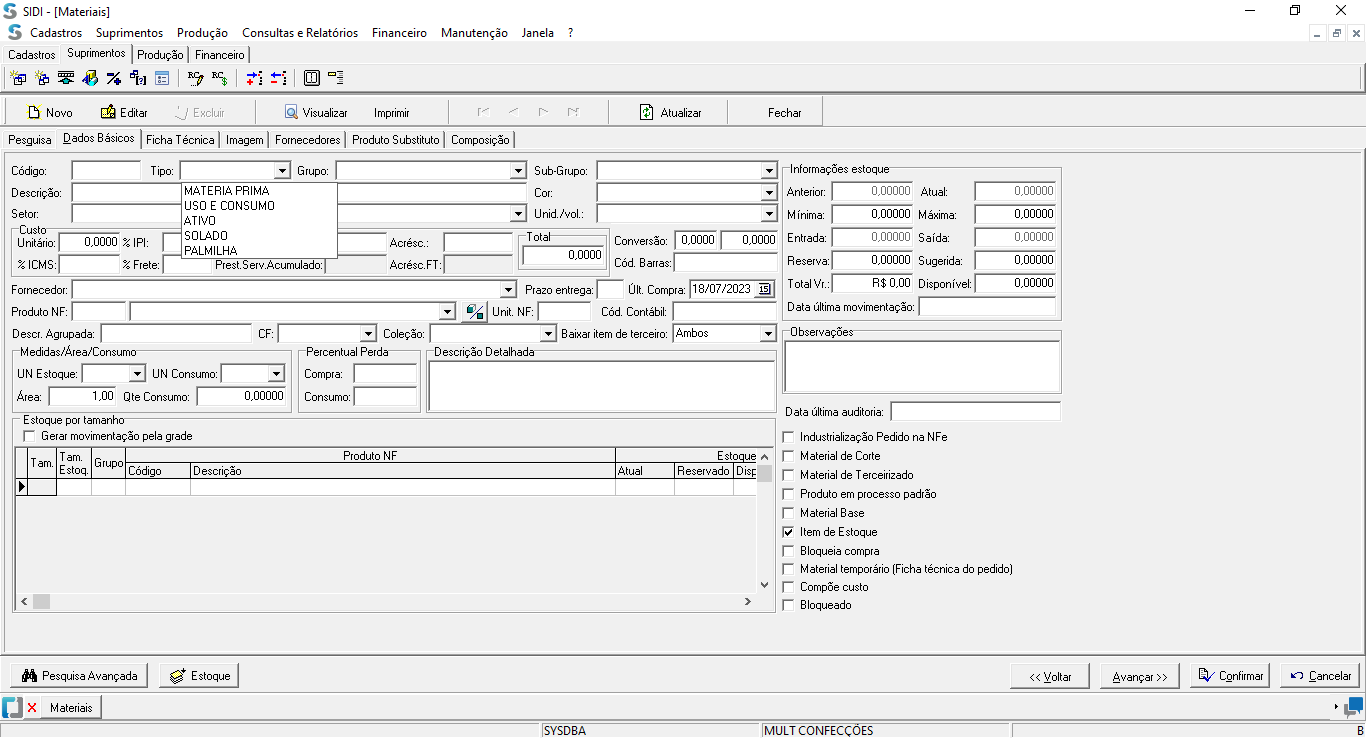 SIDI - [Materiais]
Cadastros Suprimentos Produção Consultas e Relatórios Financeiro Manutenção Janela ?
Cadastros Suprimentos Produção Financeiro
Novo Editar Excluir Visualizar Imprimir Atualizar Fechar
Pesquisa Dados Básicos Ficha Técnica Imagem Fornecedores Produto Substituto Composição
Código: Tipo: Grupo: Sub-Grupo: Informações estoque
Descrição: MATERIA PRIMA Cor: Anterior: 0,00000 Atual: 0,00000
USO E CONSUMO
Setor: ATIVO Unid./vol.: Mínima: 0,00000 Máxima: 0,00000
Custo SOLADO Total
Unitário: 0,0000 % IPI: Acrésc.: 0,0000 Conversão: 0,0000 0,0000 Entrada: 0,00000 Saída: 0,00000
PALMILHA
% ICMS: % Frete: Prest.Serv.Acumulado: Acrésc.FT: Cód. Barras: Reserva: 0,00000 Sugerida: 0,00000
Fornecedor: Prazo entrega: Últ. Compra: 18/07/2023 15 Total Vr.: R$ 0,00 Disponível: 0,00000
Produto NF: Unit. NF: Cód. Contábil: Data última movimentação:
Descr. Agrupada: CF: Coleção: Baixar item de terceiro: Ambos Observações
Medidas/Área/Consumo Percentual Perda Descrição Detalhada
UN Estoque: UN Consumo: Compra:
Área: 1,00 Qte Consumo: 0,00000 Consumo:
Data última auditoria:
Estoque por tamanho
Gerar movimentação pela grade
Tam. Tam. Estoq. Grupo Produto NF Estoque
Código Descrição Atual Reservado Disp
Industrialização Pedido na NFe
Material de Corte
Material de Terceirizado
Produto em processo padrão
Material Base
Item de Estoque
Bloqueia compra
Material temporário (Ficha técnica do pedido)
Compõe custo
Bloqueado
Pesquisa Avançada Estoque << Voltar Avançar >> Confirmar Cancelar
Materiais
SYSDBA MULT CONFECÇÕES B